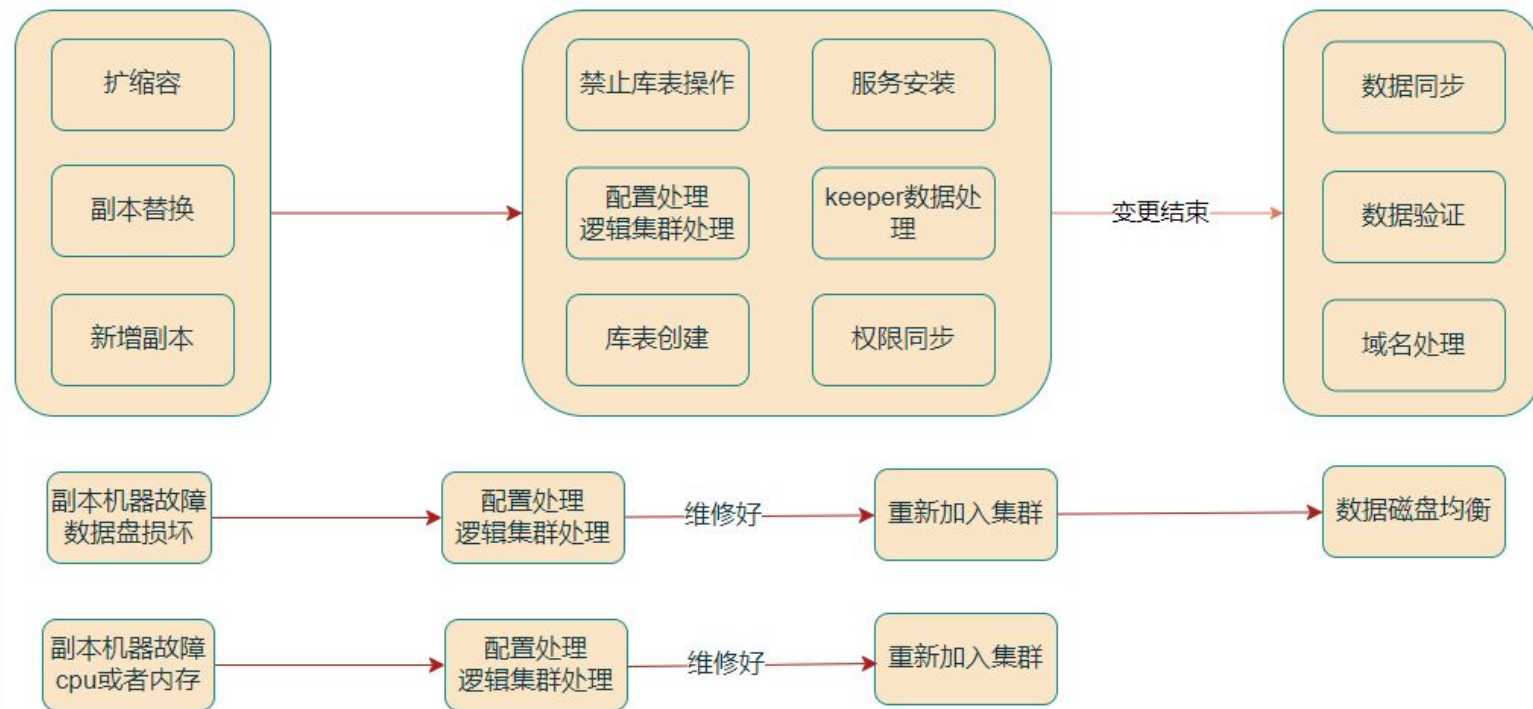 扩缩容
副本替换
新增副本
禁止库表操作
服务安装
配置处理
逻辑集群处理
keeper数据处
理
库表创建
权限同步
变更结束
数据同步
数据验证
域名处理
副本机器故障
数据盘损坏
配置处理
逻辑集群处理
维修好
重新加入集群
数据磁盘均衡
副本机器故障
cpu或者内存
配置处理
逻辑集群处理
维修好
重新加入集群